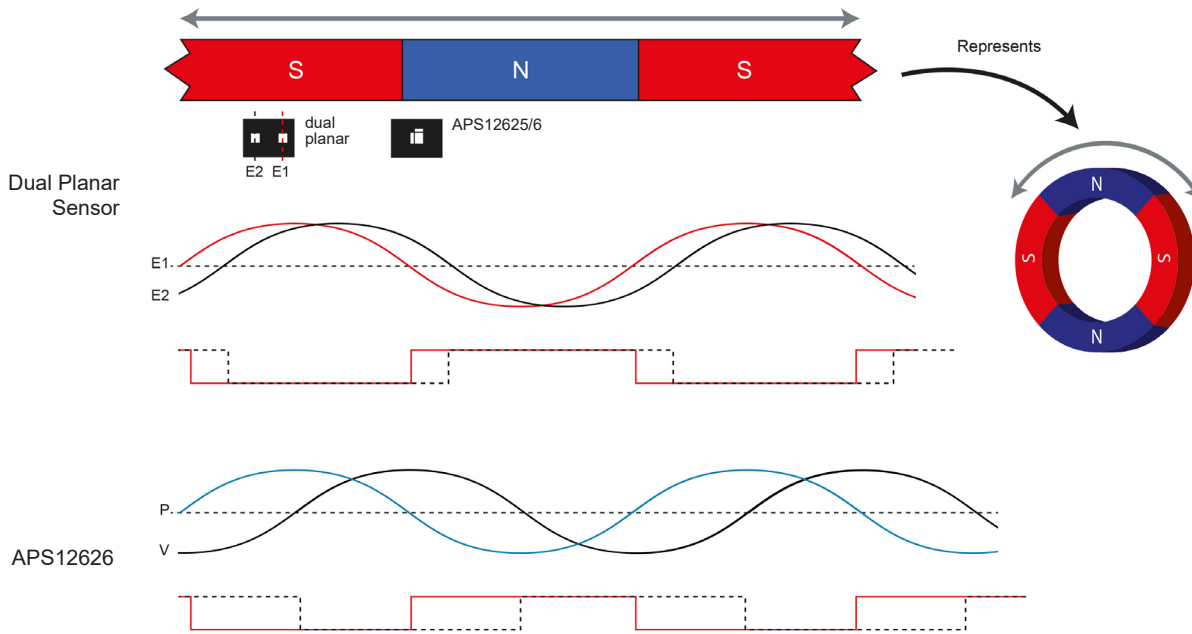 S
N
S
Represents
dual
planar
APS12625/6
E2
E1
Dual Planar
Sensor
N
S
S
N
E1
E2
P
V
APS12626